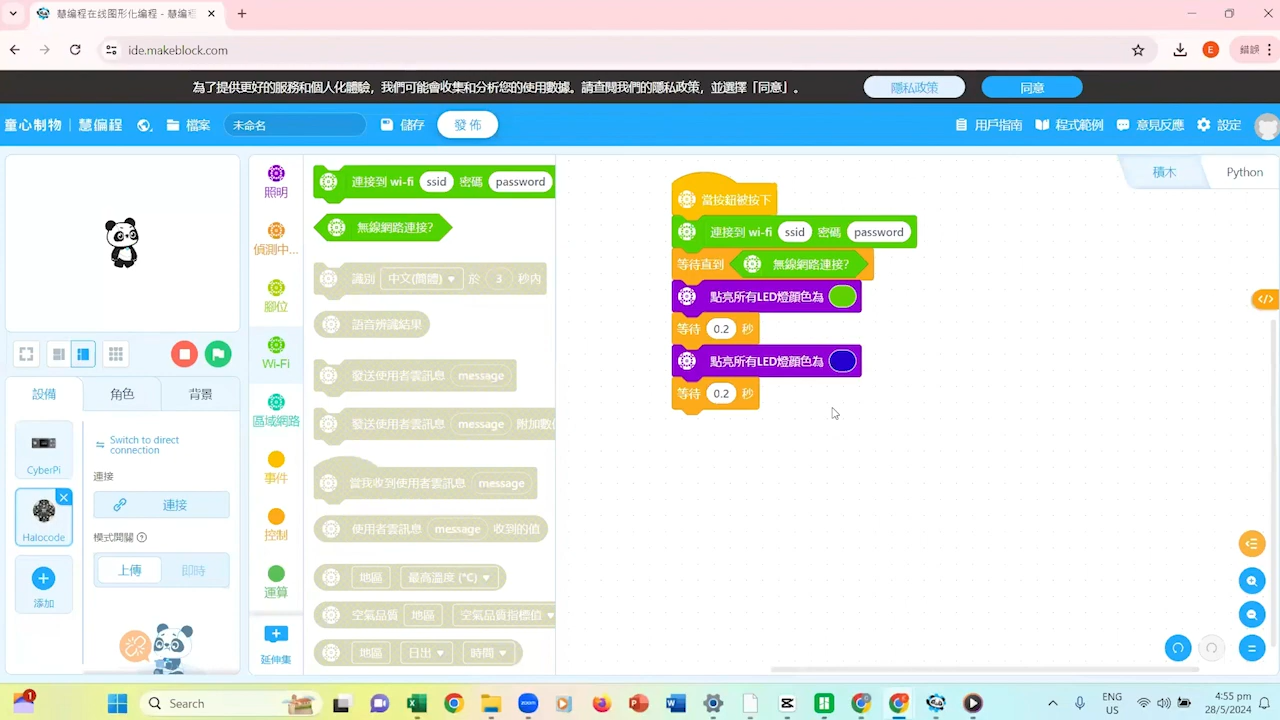 慧编程在线图形化编程 - 慧编程
ide.makeblock.com
E
錯誤
為了提供更好的服務和個人化體驗，我們可能會收集和分析您的使用數據。請查閱我們的隱私政策，並選擇「同意」。
隱私政策
同意
童心制物 | 慧偏程
檔案
未命名
儲存
發佈
用戶指南
程式範例
意見反應
設定
照明
偵測中...
腳位
Wi-Fi
區域網路
事件
控制
運算
延伸集
連接到 wi-fi ssid 密碼 password
無線網路連接?
識別 中文(簡體) 於 3 秒內
語音辨識結果
發送使用者雲訊息 message
發送使用者雲訊息 message 附加數值
當我收到使用者雲訊息 message
使用者雲訊息 message 收到的值
地區 最高溫度 (°C)
空氣品質 地區 空氣品質指標值
地區 日出 時間
積木
Python
當按鈕被按下
連接到 wi-fi ssid 密碼 password
等待直到 無線網路連接?
點亮所有LED燈顏色為
等待 0.2 秒
點亮所有LED燈顏色為
等待 0.2 秒
設備
角色
背景
CyberPi
Halocode
添加
Switch to direct
connection
連接
連接
模式開關
上傳
即時
1
Search
zoom
ENG
US
4:55 pm
28/5/2024